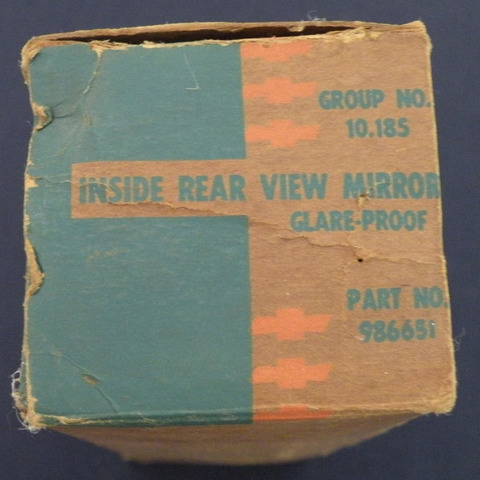 GROUP NO.
10.185
INSIDE REAR VIEW MIRROR
GLARE-PROOF
PART NO.
986651